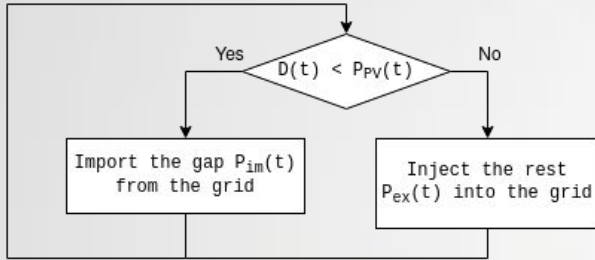 Yes
D(t) < P_PV(t)
No
Import the gap P_im(t)
from the grid
Inject the rest
P_ex(t) into the grid